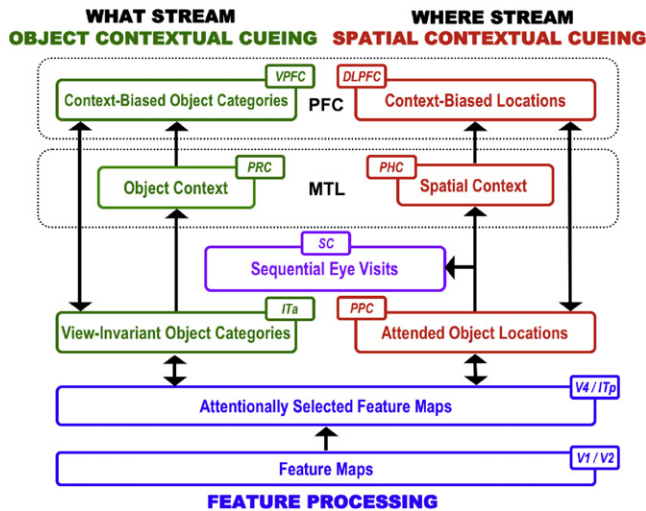 WHAT STREAM
OBJECT CONTEXTUAL CUEING
WHERE STREAM
SPATIAL CONTEXTUAL CUEING
VPFC
Context-Biased Object Categories
PFC
DLPFC
Context-Biased Locations
PRC
Object Context
MTL
PHC
Spatial Context
SC
Sequential Eye Visits
ITa
View-Invariant Object Categories
PPC
Attended Object Locations
V4 / ITp
Attentionally Selected Feature Maps
V1 / V2
Feature Maps
FEATURE PROCESSING